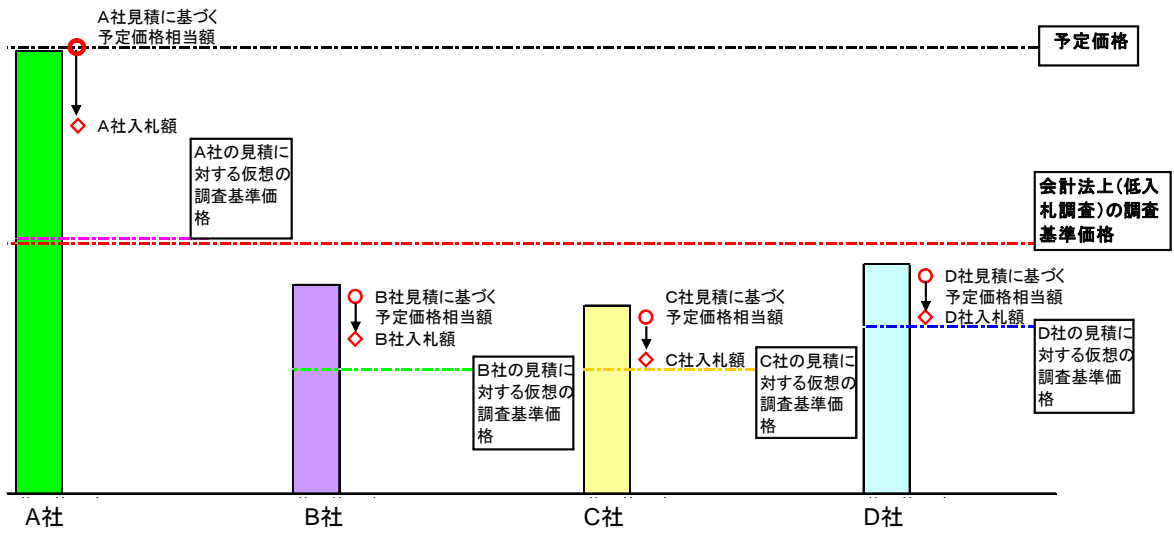 A社見積に基づく
予定価格相当額
予定価格
A社入札額
A社の見積に
対する仮想の
調査基準価
格
会計法上(低入
札調査)の調査
基準価格
B社見積に基づく
予定価格相当額
B社入札額
C社見積に基づく
予定価格相当額
C社入札額
D社見積に基づく
予定価格相当額
D社入札額
B社の見積に
対する仮想の
調査基準価
格
C社の見積に
対する仮想の
調査基準価
格
D社の見積に
対する仮想の
調査基準価
格
A社
B社
C社
D社